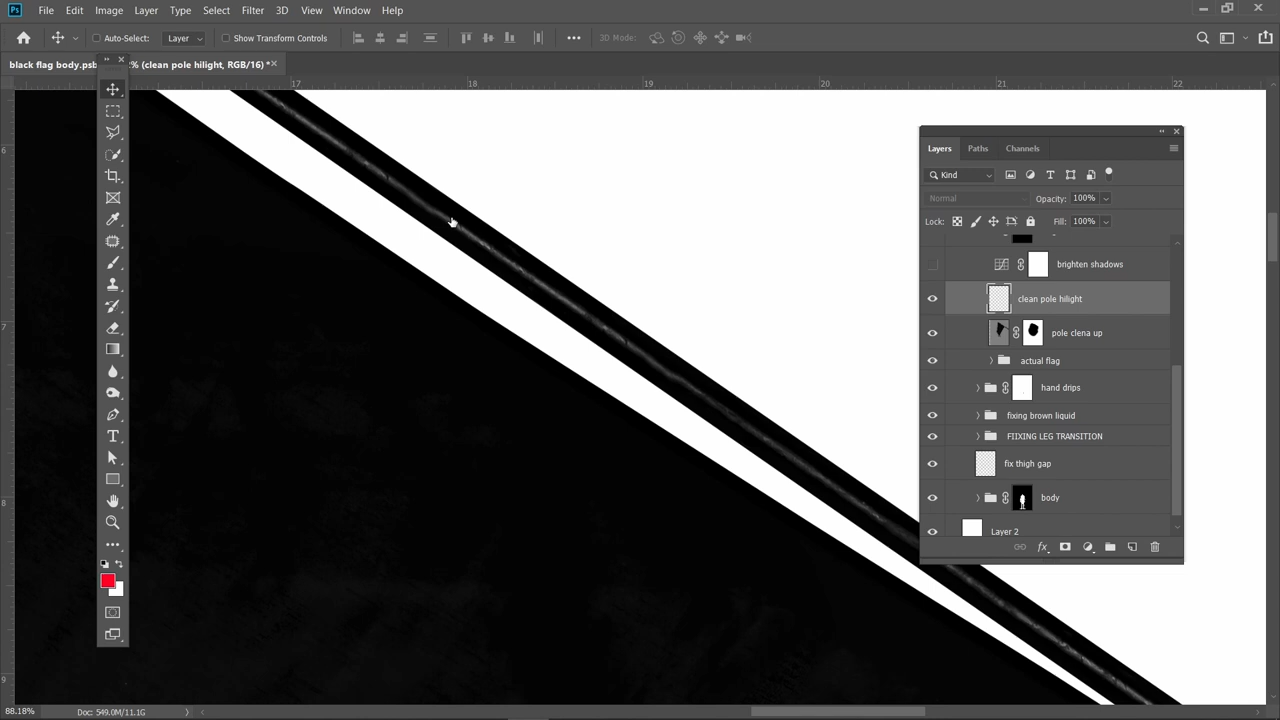 Ps File Edit Image Layer Type Select Filter 3D View Window Help
Auto-Select: Layer Show Transform Controls 3D Mode:
black flag body.psb % (clean pole hilight, RGB/16) *
17 18 19 20 21 22
6
7
8
9
Layers Paths Channels
Kind
Normal Opacity: 100%
Lock: Fill: 100%
brighten shadows
clean pole hilight
pole clena up
actual flag
hand drips
fixing brown liquid
FIIXING LEG TRANSITION
fix thigh gap
body
Layer 2
fx
88.18% Doc: 549.0M/11.1G